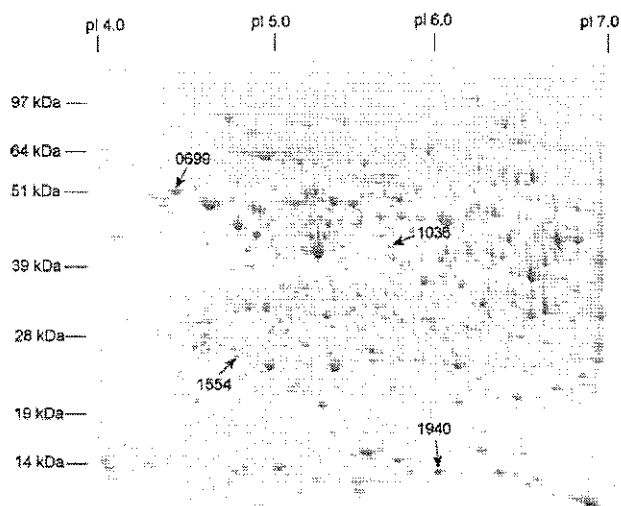 pI 4.0 pI 5.0 pI 6.0 pI 7.0
97 kDa
64 kDa
0699
51 kDa
1036
39 kDa
28 kDa
1554
19 kDa
1940
14 kDa